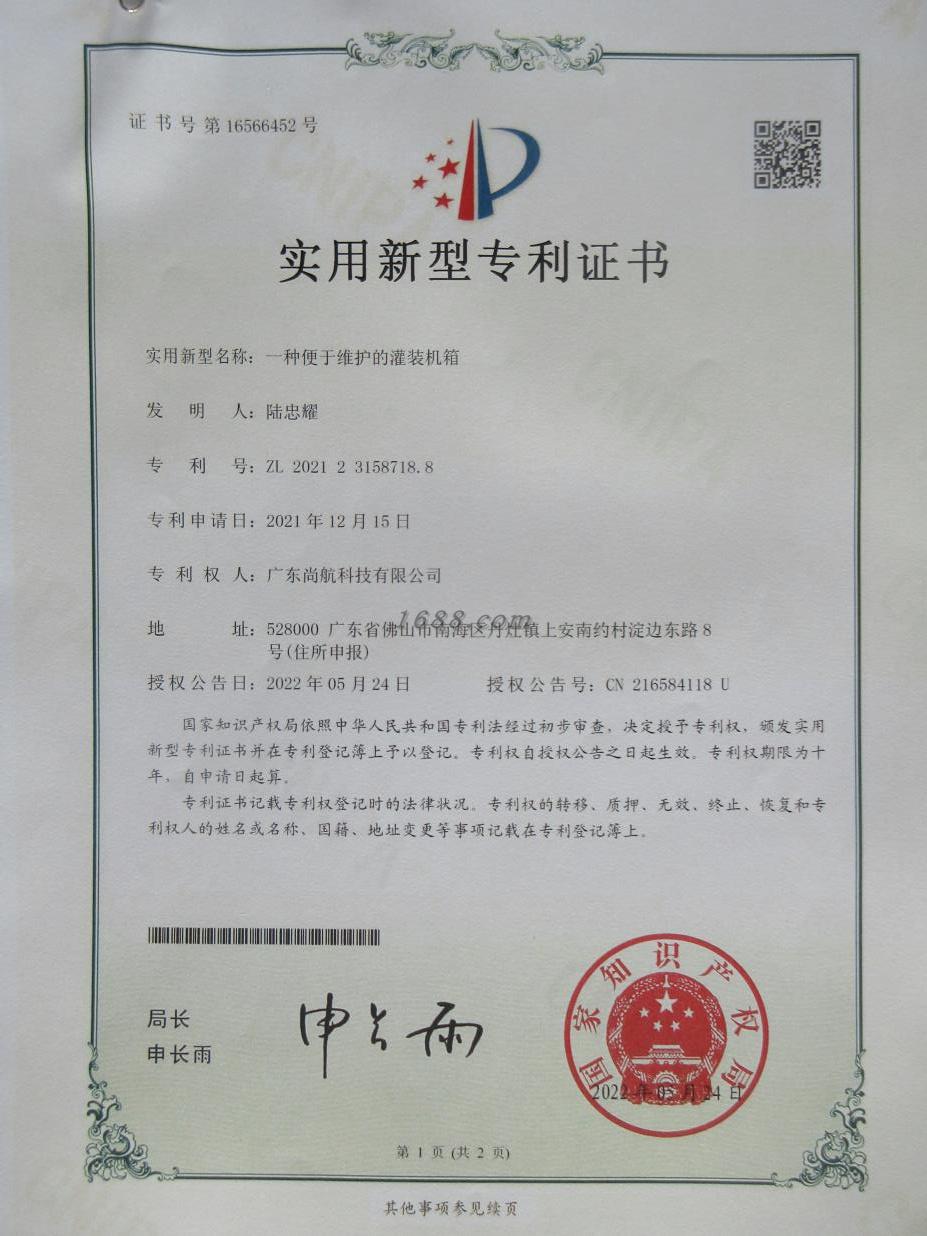 证书号第16566452号
实用新型专利证书
实用新型名称：一种便于维护的灌装机箱
发明人：陆忠耀
专利号：ZL 2021 2 3158718.8
专利申请日：2021年12月15日
专利权人：广东尚航科技有限公司
1688.com
地址：528000 广东省佛山市南海区丹灶镇上安南约村淀边东路8
号(住所申报)
授权公告日：2022年05月24日 授权公告号：CN 216584118 U
国家知识产权局依照中华人民共和国专利法经过初步审查，决定授予专利权，颁发实用
新型专利证书并在专利登记簿上予以登记。专利权自授权公告之日起生效。专利权期限为十
年，自申请日起算。
专利证书记载专利权登记时的法律状况。专利权的转移、质押、无效、终止、恢复和专
利权人的姓名或名称、国籍、地址变更等事项记载在专利登记簿上。
局长
申长雨
申长雨
国家知识产权局
2022年05月24日
第1页(共2页)
其他事项参见续页